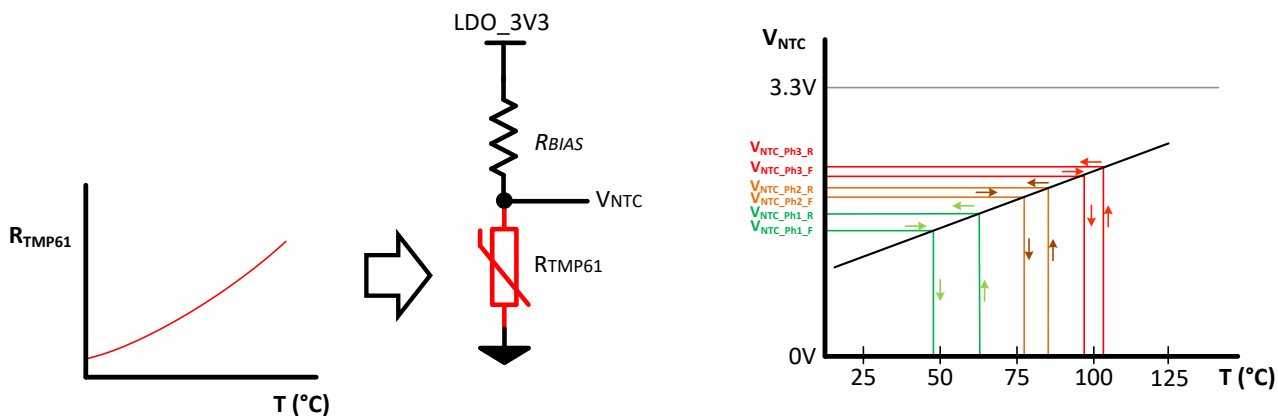 LDO_3V3
RBIAS
VNTC
RTMP61
RTMP61
T (°C)
VNTC
3.3V
VNTC_Ph3_R
VNTC_Ph3_F
VNTC_Ph2_R
VNTC_Ph2_F
VNTC_Ph1_R
VNTC_Ph1_F
0V
25 50 75 100 125 T (°C)